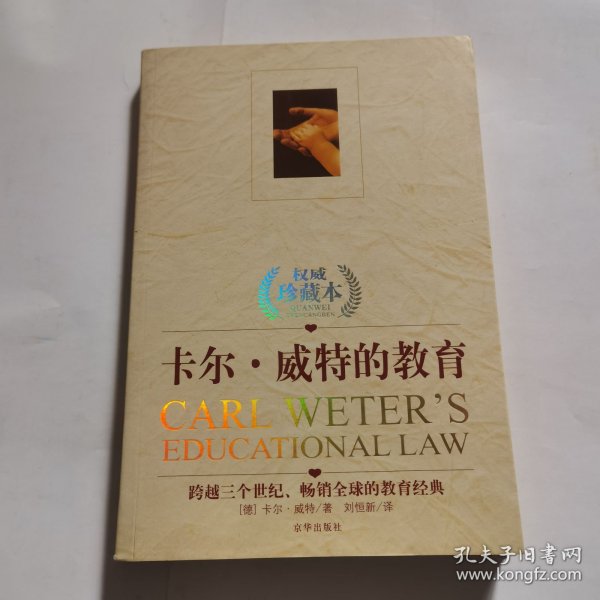 权威
珍藏本
QUANWEI
ZHENCANGBEN
卡尔·威特的教育
CARL WETER'S
EDUCATIONAL LAW
跨越三个世纪、畅销全球的教育经典
[德]卡尔·威特/著 刘恒新/译
京华出版社
孔夫子旧书网
www.kongfz.com